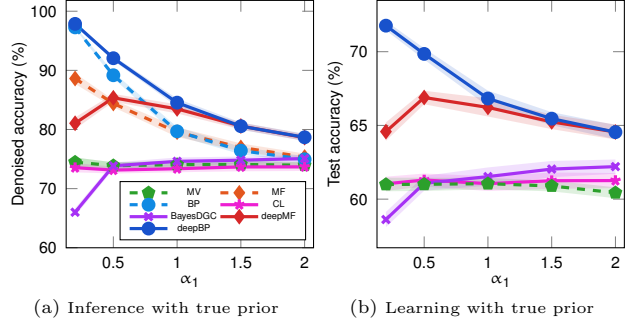 Denoised accuracy (%)
100
90
80
70
60
0.5
1
1.5
2
α1
MV
MF
BP
CL
BayesDGC
deepMF
deepBP
(a) Inference with true prior
Test accuracy (%)
70
65
60
0.5
1
1.5
2
α1
(b) Learning with true prior